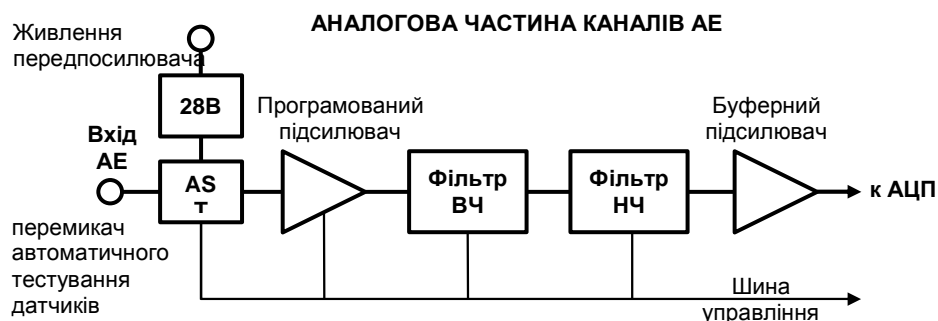 АНАЛОГОВА ЧАСТИНА КАНАЛІВ АЕ
Живлення
передпосилювача
28В
Програмований
підсилювач
Буферний
підсилювач
Вхід
АЕ
AS
T
Фільтр
ВЧ
Фільтр
НЧ
к АЦП
перемикач
автоматичного
тестування
датчиків
Шина
управління